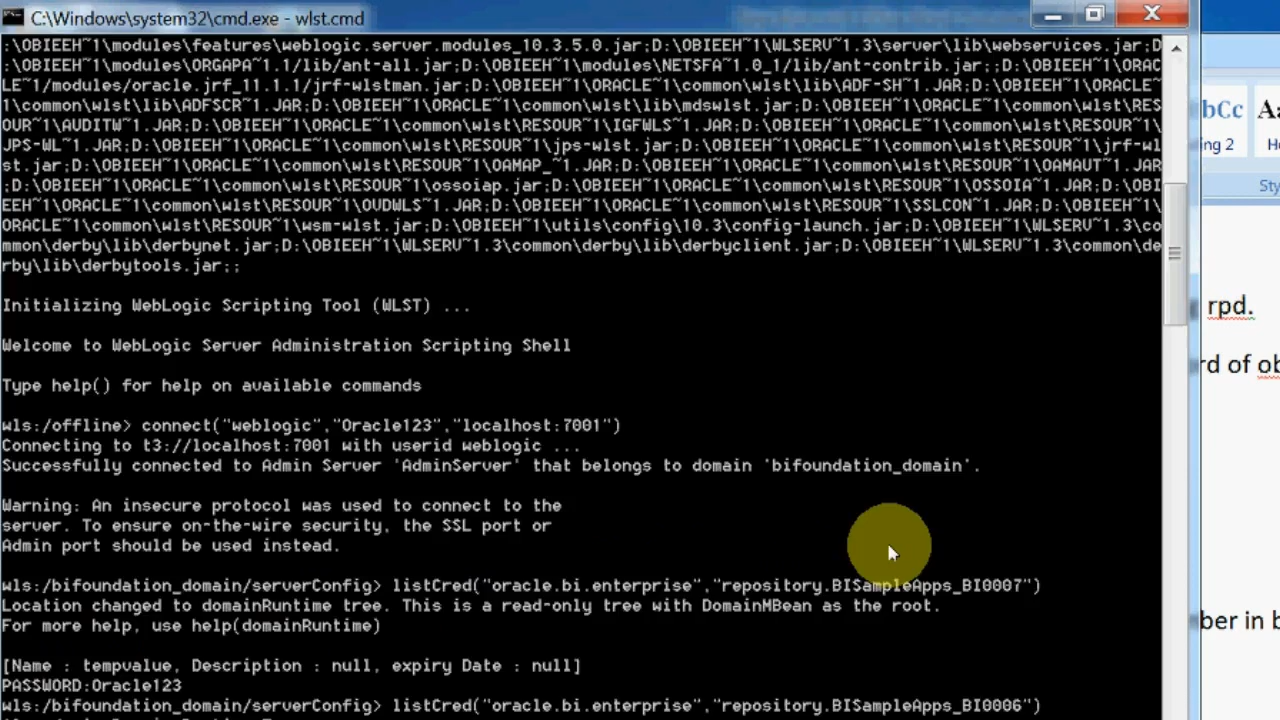 C:\Windows\system32\cmd.exe - wlst.cmd
:\OBIEEH~1\modules\features\weblogic.server.modules_10.3.5.0.jar;D:\OBIEEH~1\WLSERV~1.3\server\lib\webservices.jar;D
:\OBIEEH~1\modules\ORGAPA~1.1/lib/ant-all.jar;D:\OBIEEH~1\modules\NETSFA~1.0_1/lib/ant-contrib.jar;;D:\OBIEEH~1\ORAC
LE~1/modules/oracle.jrf_11.1.1/jrf-wlstman.jar;D:\OBIEEH~1\ORACLE~1\common\wlst\lib\ADF-SH~1.JAR;D:\OBIEEH~1\ORACLE~
1\common\wlst\lib\ADFSCR~1.JAR;D:\OBIEEH~1\ORACLE~1\common\wlst\lib\mdswlst.jar;D:\OBIEEH~1\ORACLE~1\common\wlst\RES
OUR~1\AUDITW~1.JAR;D:\OBIEEH~1\ORACLE~1\common\wlst\RESOUR~1\IGFWLS~1.JAR;D:\OBIEEH~1\ORACLE~1\common\wlst\RESOUR~1\
JPS-WL~1.JAR;D:\OBIEEH~1\ORACLE~1\common\wlst\RESOUR~1\jps-wlst.jar;D:\OBIEEH~1\ORACLE~1\common\wlst\RESOUR~1\jrf-wl
st.jar;D:\OBIEEH~1\ORACLE~1\common\wlst\RESOUR~1\OAMAP_~1.JAR;D:\OBIEEH~1\ORACLE~1\common\wlst\RESOUR~1\OAMAUT~1.JAR
;D:\OBIEEH~1\ORACLE~1\common\wlst\RESOUR~1\ossoiap.jar;D:\OBIEEH~1\ORACLE~1\common\wlst\RESOUR~1\OSSOIA~1.JAR;D:\OBI
EEH~1\ORACLE~1\common\wlst\RESOUR~1\OVDWLS~1.JAR;D:\OBIEEH~1\ORACLE~1\common\wlst\RESOUR~1\SSLCON~1.JAR;D:\OBIEEH~1\
ORACLE~1\common\wlst\RESOUR~1\wsm-wlst.jar;D:\OBIEEH~1\utils\config\10.3\config-launch.jar;D:\OBIEEH~1\WLSERV~1.3\co
mmon\derby\lib\derbynet.jar;D:\OBIEEH~1\WLSERV~1.3\common\derby\lib\derbyclient.jar;D:\OBIEEH~1\WLSERV~1.3\common\de
rby\lib\derbytools.jar;;
Initializing WebLogic Scripting Tool (WLST) ...
Welcome to WebLogic Server Administration Scripting Shell
Type help() for help on available commands
wls:/offline> connect("weblogic","Oracle123","localhost:7001")
Connecting to t3://localhost:7001 with userid weblogic ...
Successfully connected to Admin Server 'AdminServer' that belongs to domain 'bifoundation_domain'.
Warning: An insecure protocol was used to connect to the
server. To ensure on-the-wire security, the SSL port or
Admin port should be used instead.
wls:/bifoundation_domain/serverConfig> listCred("oracle.bi.enterprise","repository.BISampleApps_BI0007")
Location changed to domainRuntime tree. This is a read-only tree with DomainMBean as the root.
For more help, use help(domainRuntime)
[Name : tempvalue, Description : null, expiry Date : null]
PASSWORD:Oracle123
wls:/bifoundation_domain/serverConfig> listCred("oracle.bi.enterprise","repository.BISampleApps_BI0006")
bCc
Aa
ing 2
He
Sty
rpd.
rd of ob
ber in b